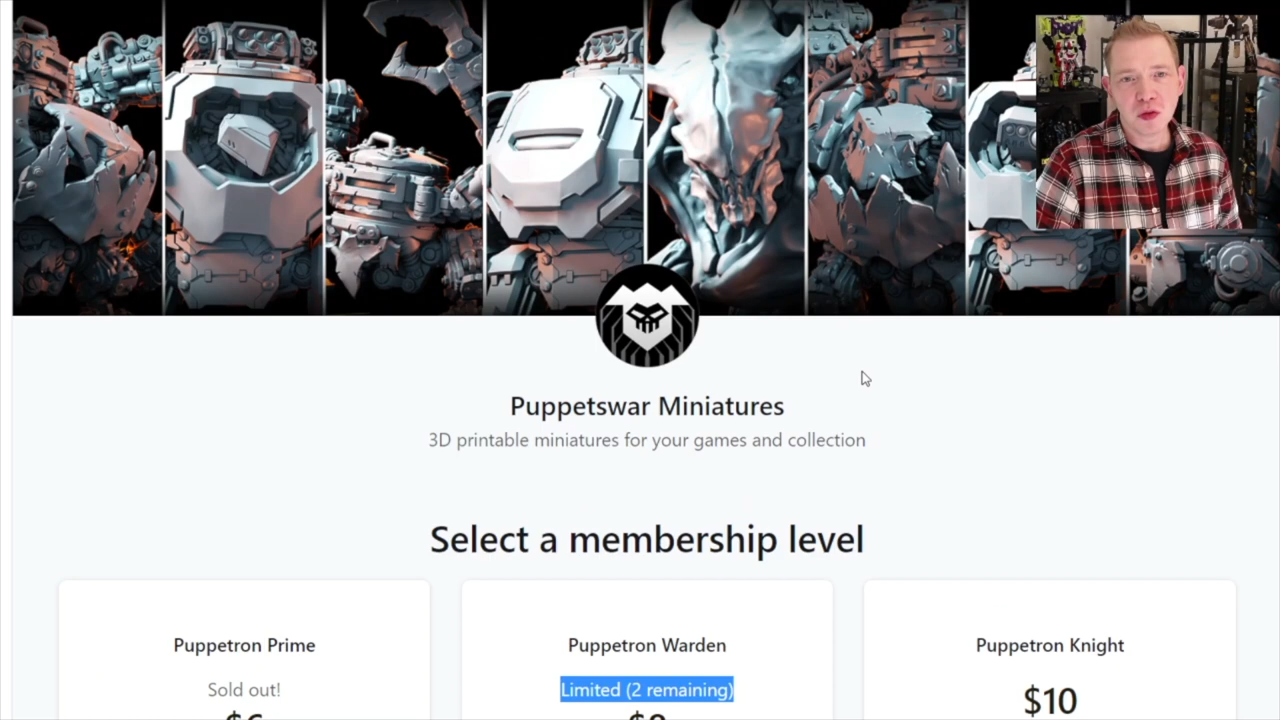 Puppetswar Miniatures
3D printable miniatures for your games and collection
Select a membership level
Puppetron Prime
Puppetron Warden
Puppetron Knight
Sold out!
Limited (2 remaining)
$10